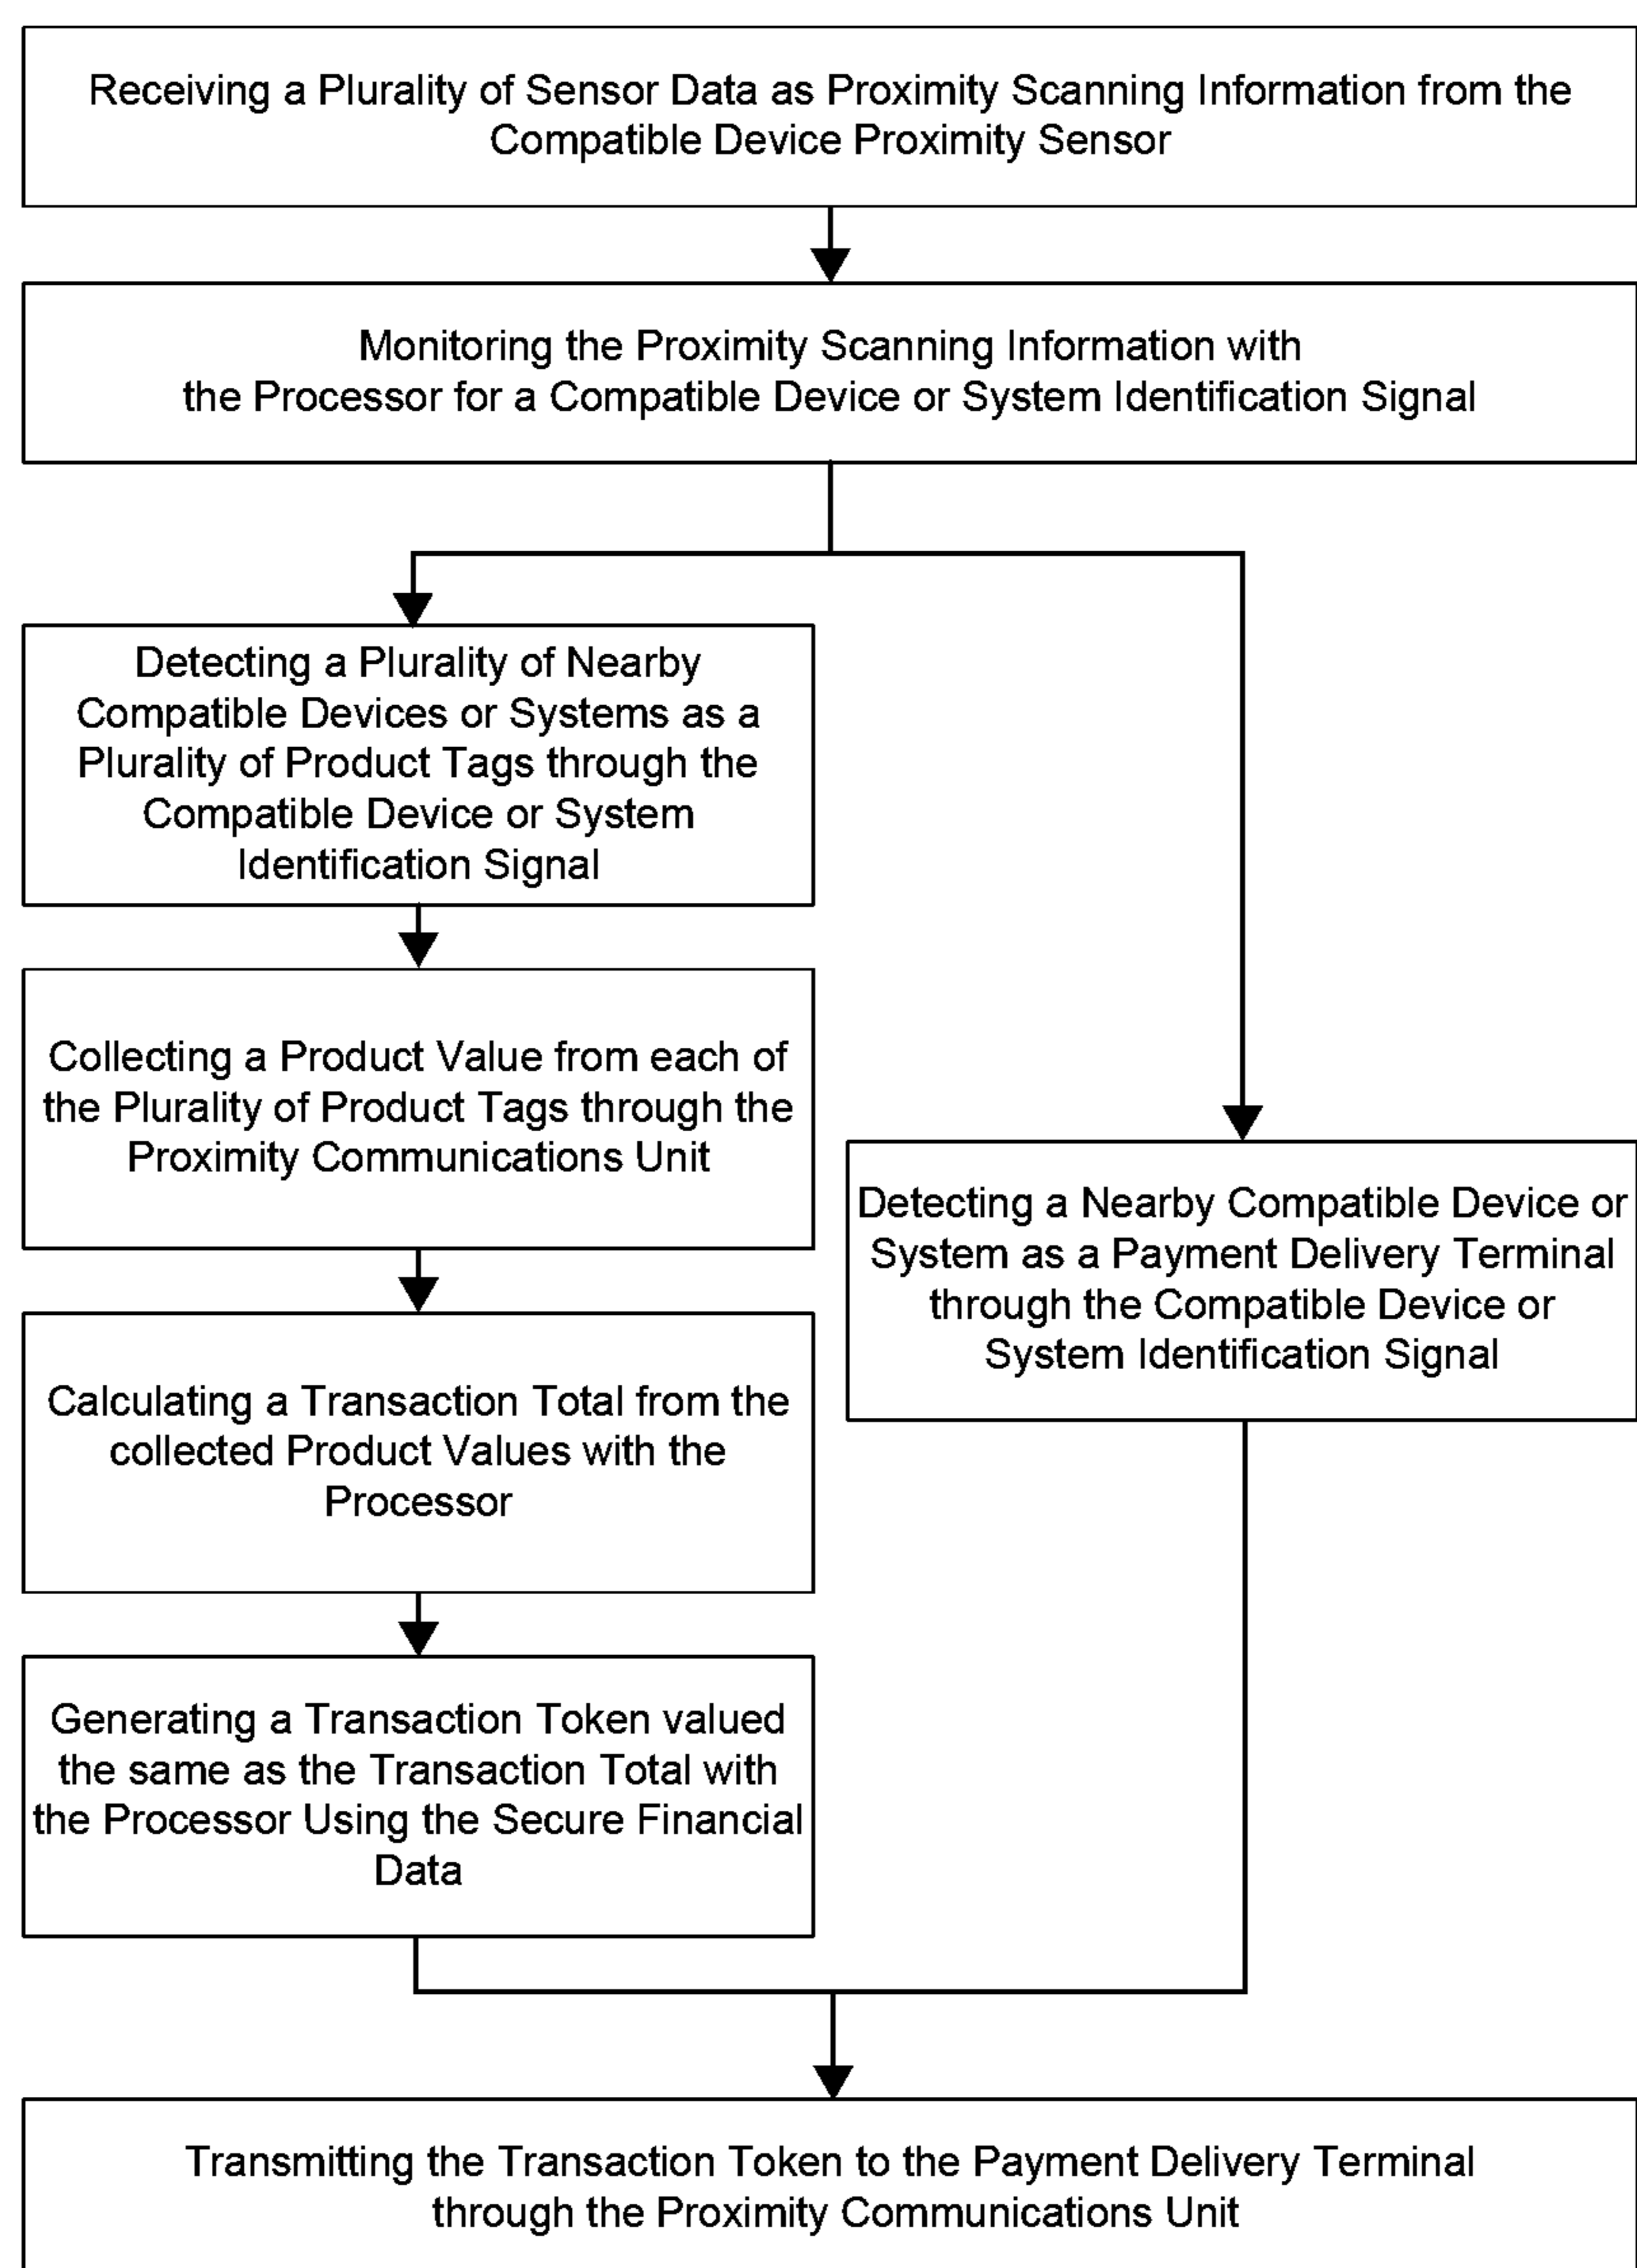 Receiving a Plurality of Sensor Data as Proximity Scanning Information from the
Compatible Device Proximity Sensor
Monitoring the Proximity Scanning Information with
the Processor for a Compatible Device or System Identification Signal
Detecting a Plurality of Nearby
Compatible Devices or Systems as a
Plurality of Product Tags through the
Compatible Device or System
Identification Signal
Collecting a Product Value from each of
the Plurality of Product Tags through the
Proximity Communications Unit
Detecting a Nearby Compatible Device or
System as a Payment Delivery Terminal
through the Compatible Device or
System Identification Signal
Calculating a Transaction Total from the
collected Product Values with the
Processor
Generating a Transaction Token valued
the same as the Transaction Total with
the Processor Using the Secure Financial
Data
Transmitting the Transaction Token to the Payment Delivery Terminal
through the Proximity Communications Unit